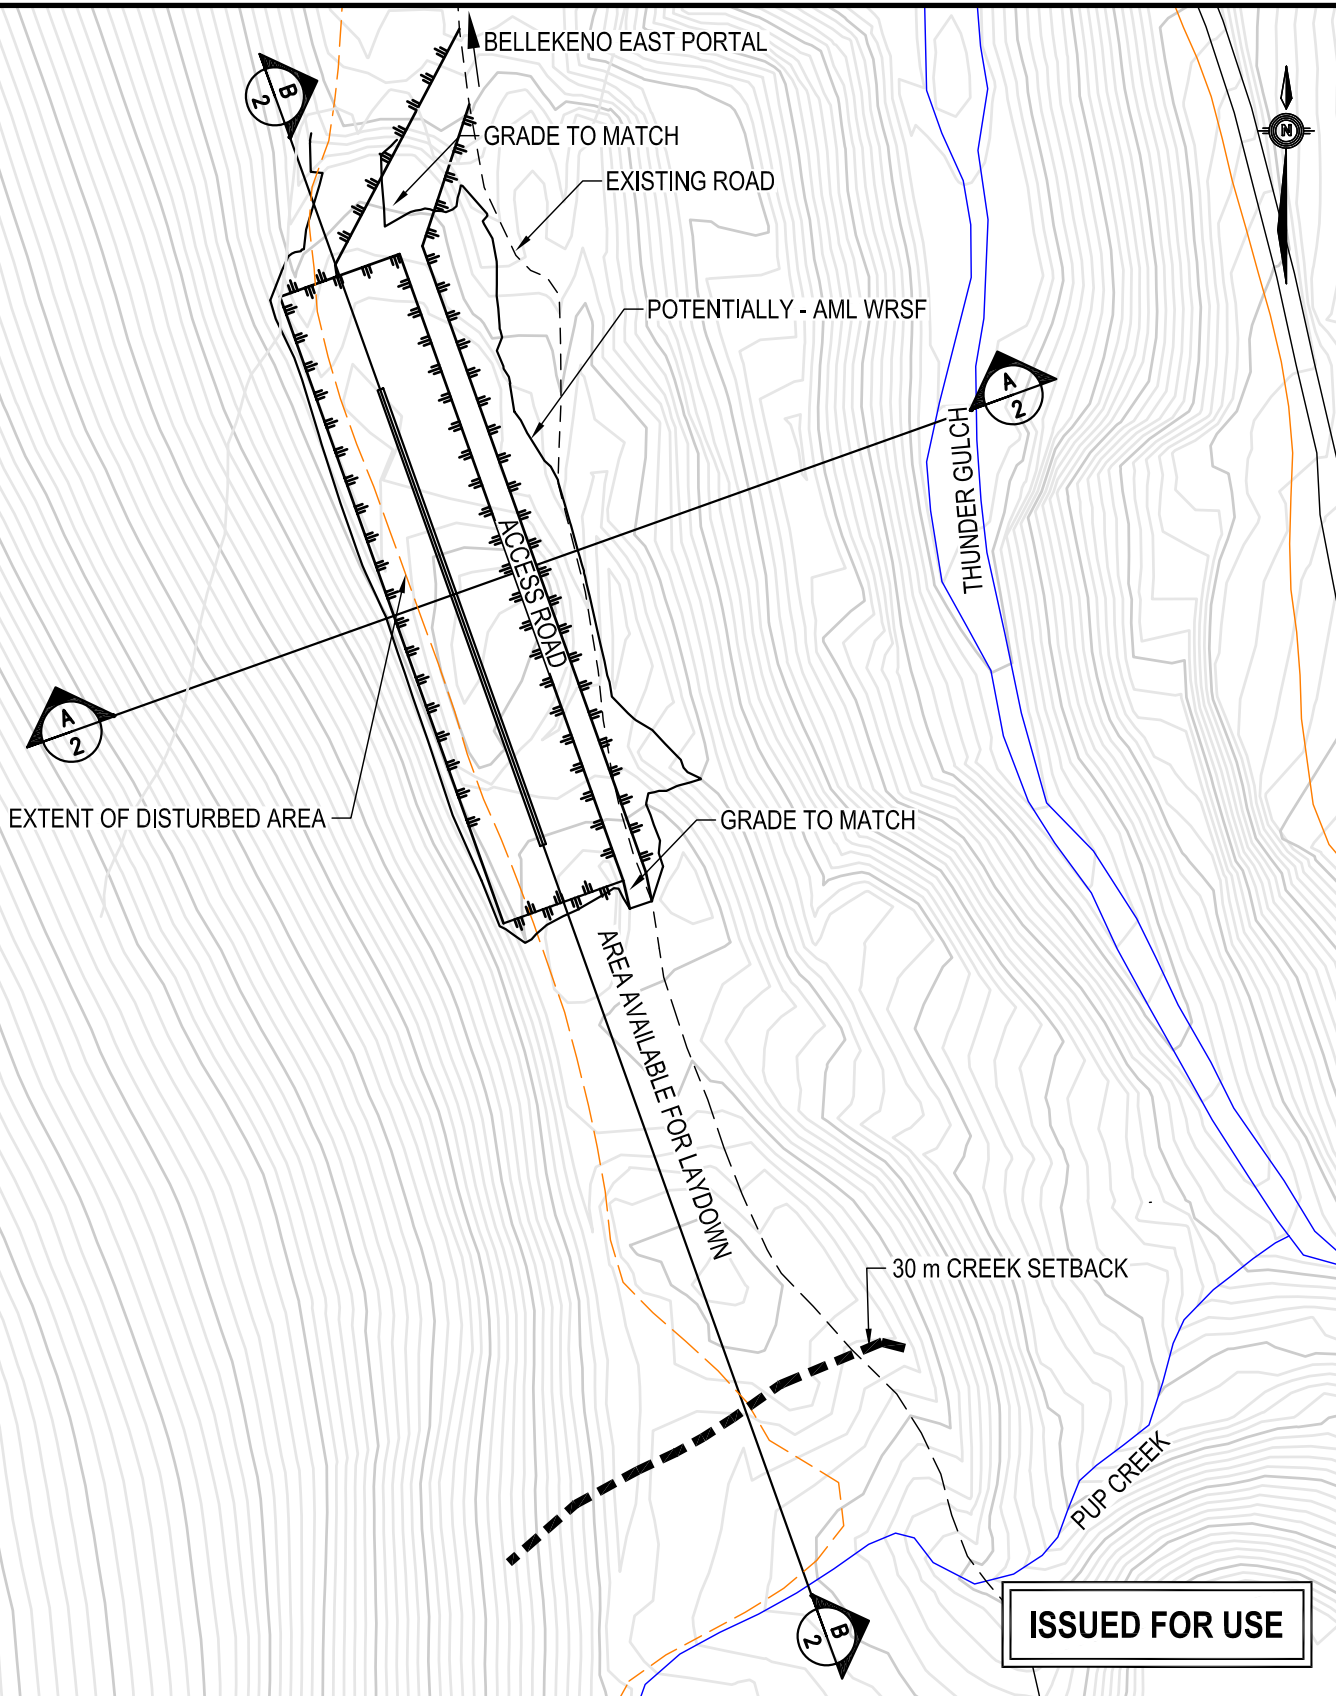 BELLEKENO EAST PORTAL
B
2
GRADE TO MATCH
N
EXISTING ROAD
POTENTIALLY - AML WRSF
A
2
THUNDER GULCH
ACCESS ROAD
A
2
EXTENT OF DISTURBED AREA
GRADE TO MATCH
AREA AVAILABLE FOR LAYDOWN
30 m CREEK SETBACK
PUP CREEK
B
2
ISSUED FOR USE